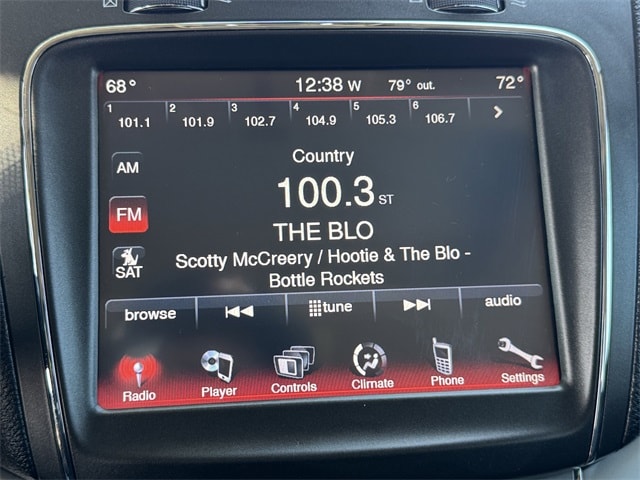 68° 12:38 W 79° out. 72°
1 101.1 2 101.9 3 102.7 4 104.9 5 105.3 6 106.7
AM
Country
FM
100.3 ST
THE BLO
SAT
Scotty McCreery / Hootie & The Blo -
Bottle Rockets
browse tune audio
Radio Player Controls Climate Phone Settings